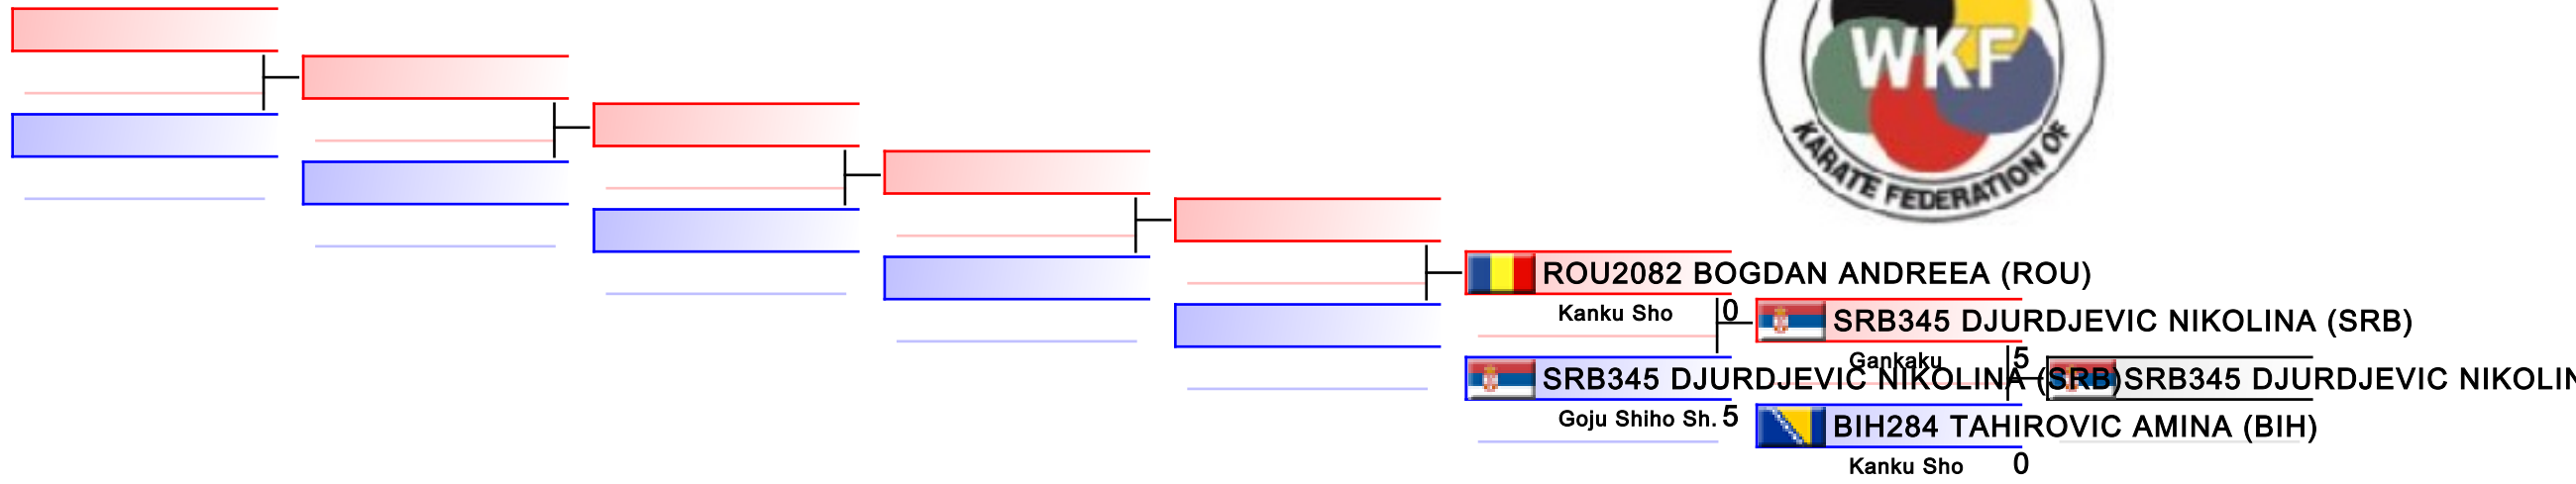 WKF
KARATE FEDERATION OF
ROU2082 BOGDAN ANDREEA (ROU)
Kanku Sho 0
SRB345 DJURDJEVIC NIKOLINA (SRB)
Gankaku 5
SRB345 DJURDJEVIC NIKOLINA (SRB)
SRB345 DJURDJEVIC NIKOLIN
Goju Shiho Sh. 5
BIH284 TAHIROVIC AMINA (BIH)
Kanku Sho 0